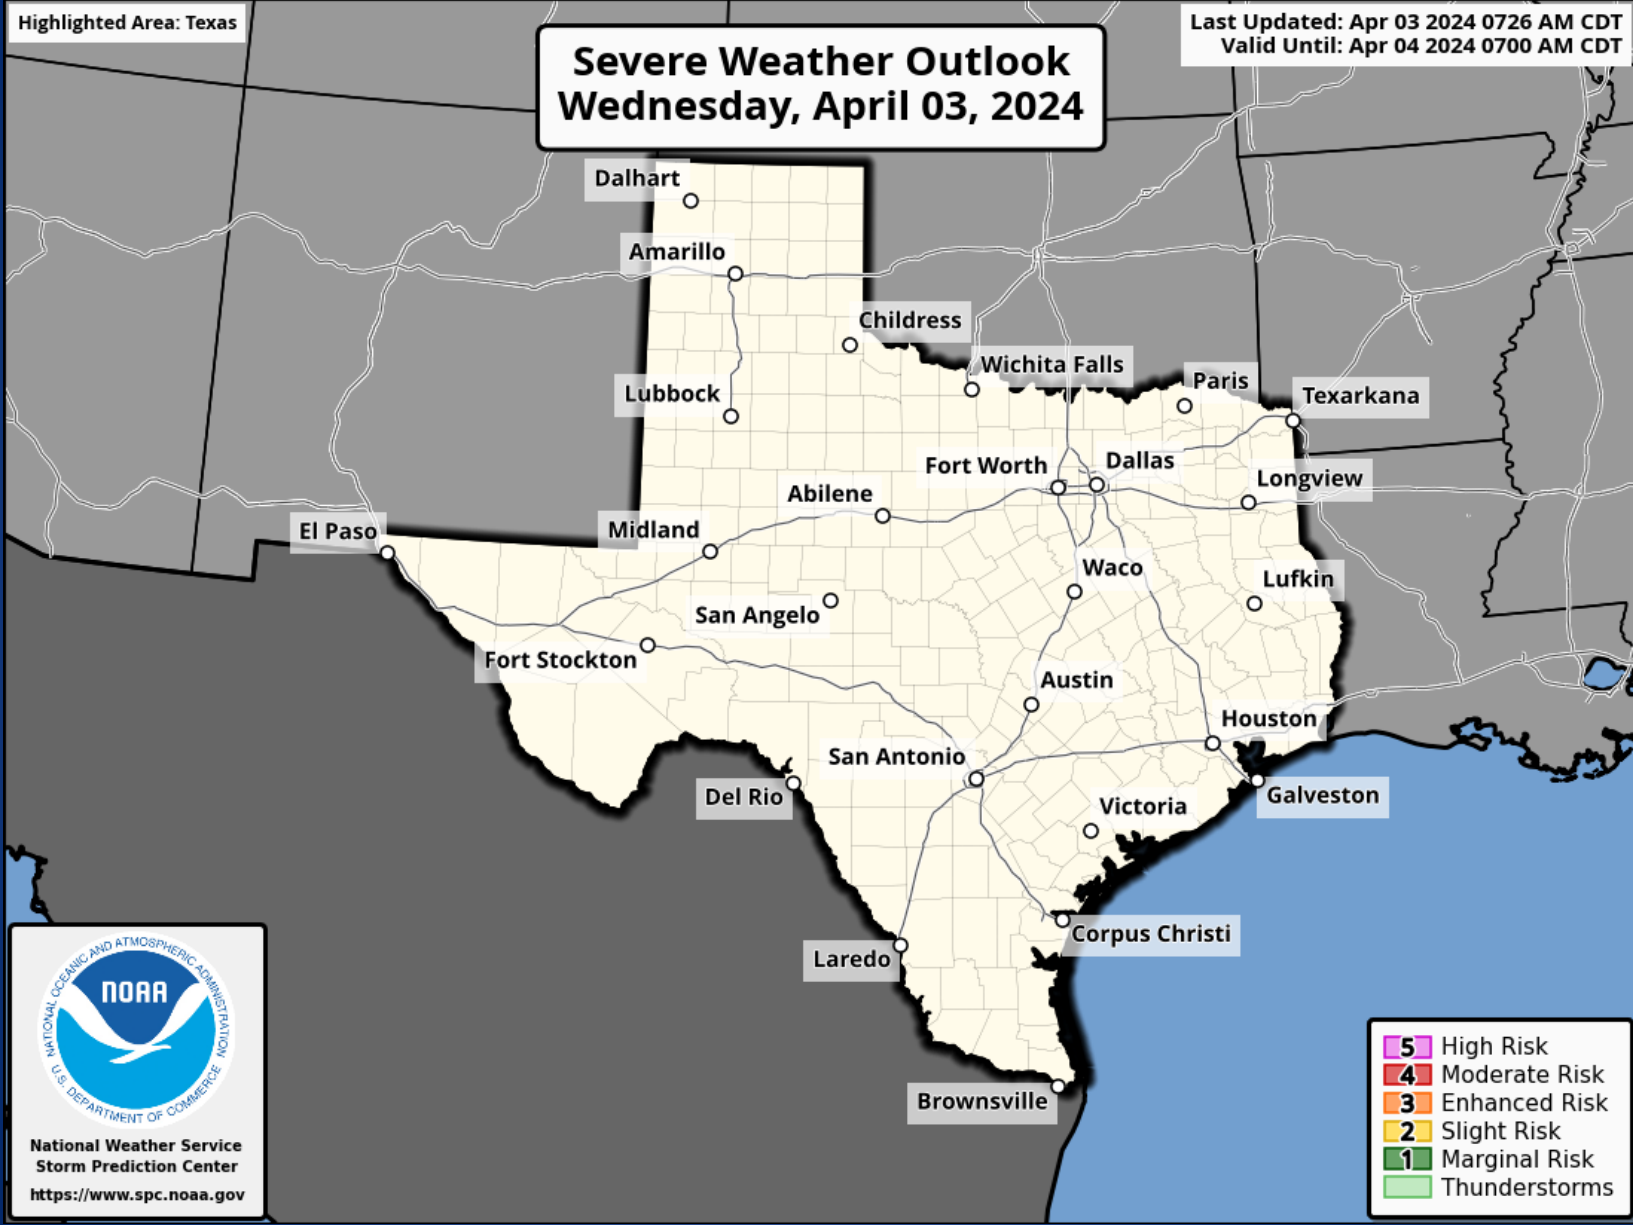 Highlighted Area: Texas
Severe Weather Outlook
Wednesday, April 03, 2024
Last Updated: Apr 03 2024 0726 AM CDT
Valid Until: Apr 04 2024 0700 AM CDT
Dalhart
Amarillo
Childress
Wichita Falls
Paris
Texarkana
Lubbock
Fort Worth
Dallas
Longview
Abilene
El Paso
Midland
Waco
Lufkin
San Angelo
Fort Stockton
Austin
Houston
San Antonio
Del Rio
Galveston
Victoria
Corpus Christi
Laredo
Brownsville
NATIONAL OCEANIC AND ATMOSPHERIC ADMINISTRATION
NOAA
U.S. DEPARTMENT OF COMMERCE
National Weather Service
Storm Prediction Center
https://www.spc.noaa.gov
5 High Risk
4 Moderate Risk
3 Enhanced Risk
2 Slight Risk
1 Marginal Risk
Thunderstorms